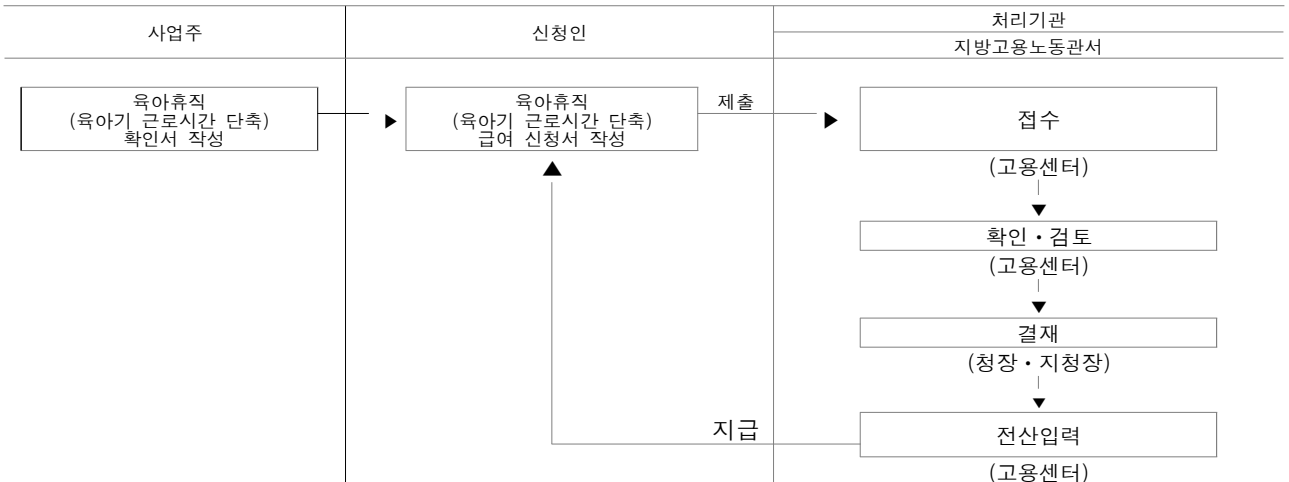 사업주
신청인
처리기관
지방고용노동관서
육아휴직
(육아기 근로시간 단축)
확인서 작성
육아휴직
(육아기 근로시간 단축)
급여 신청서 작성
제출
접수
(고용센터)
확인・검토
(고용센터)
결재
(청장・지청장)
지급
전산입력
(고용센터)